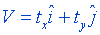 V = t_x î + t_y ĵ